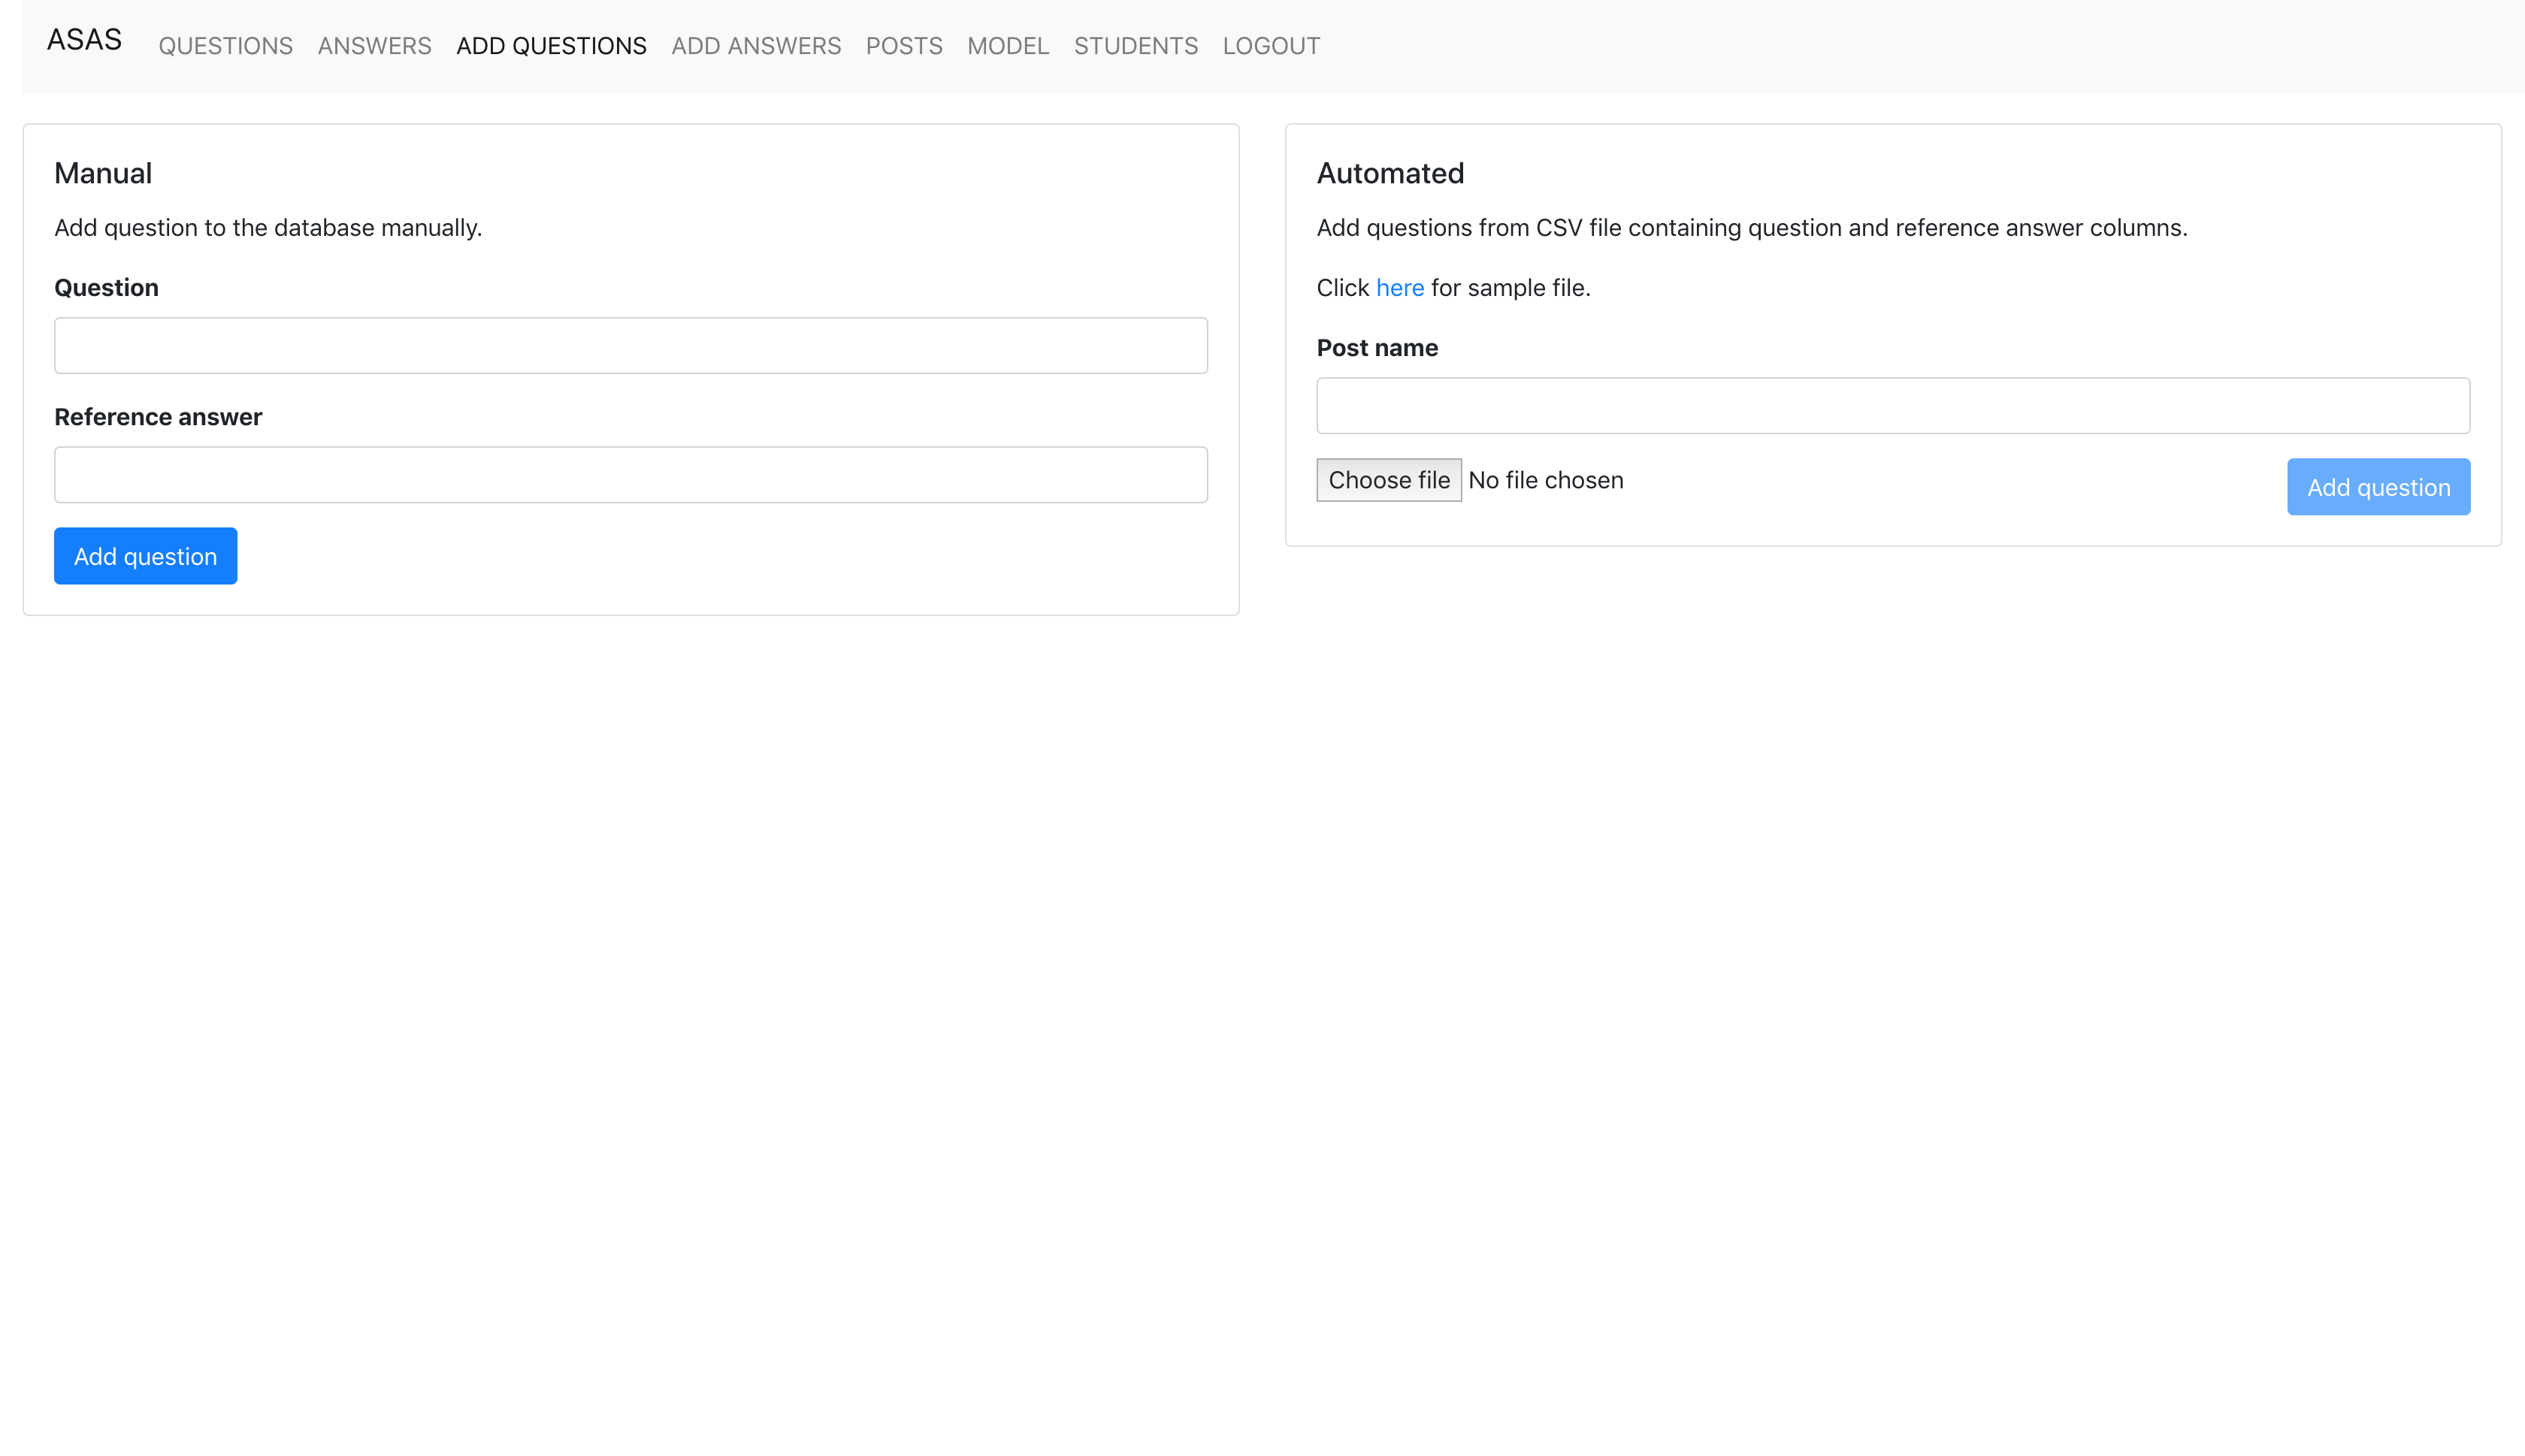 ASAS QUESTIONS ANSWERS ADD QUESTIONS ADD ANSWERS POSTS MODEL STUDENTS LOGOUT
Manual
Add question to the database manually.
Question
Reference answer
Add question
Automated
Add questions from CSV file containing question and reference answer columns.
Click here for sample file.
Post name
Choose file No file chosen
Add question